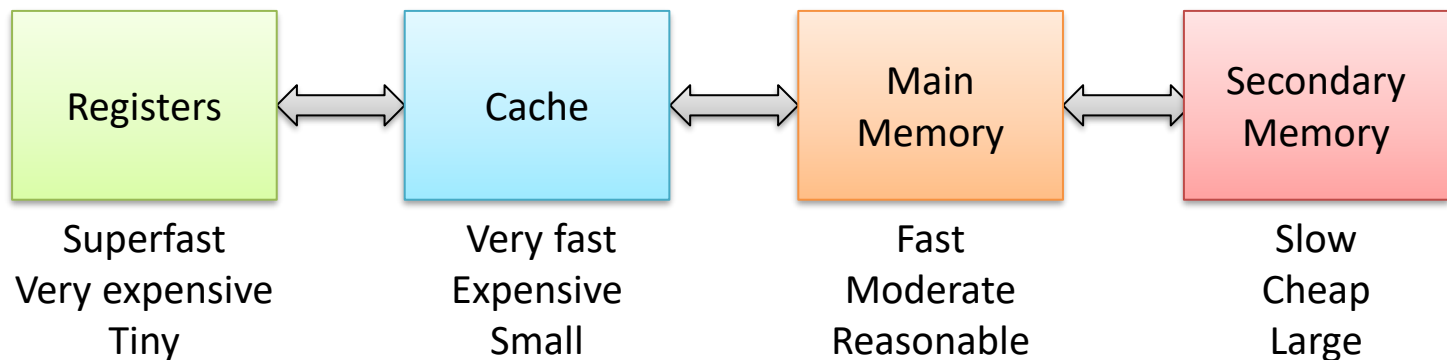 Registers
Cache
Main
Memory
Secondary
Memory
Superfast
Very expensive
Tiny
Very fast
Expensive
Small
Fast
Moderate
Reasonable
Slow
Cheap
Large